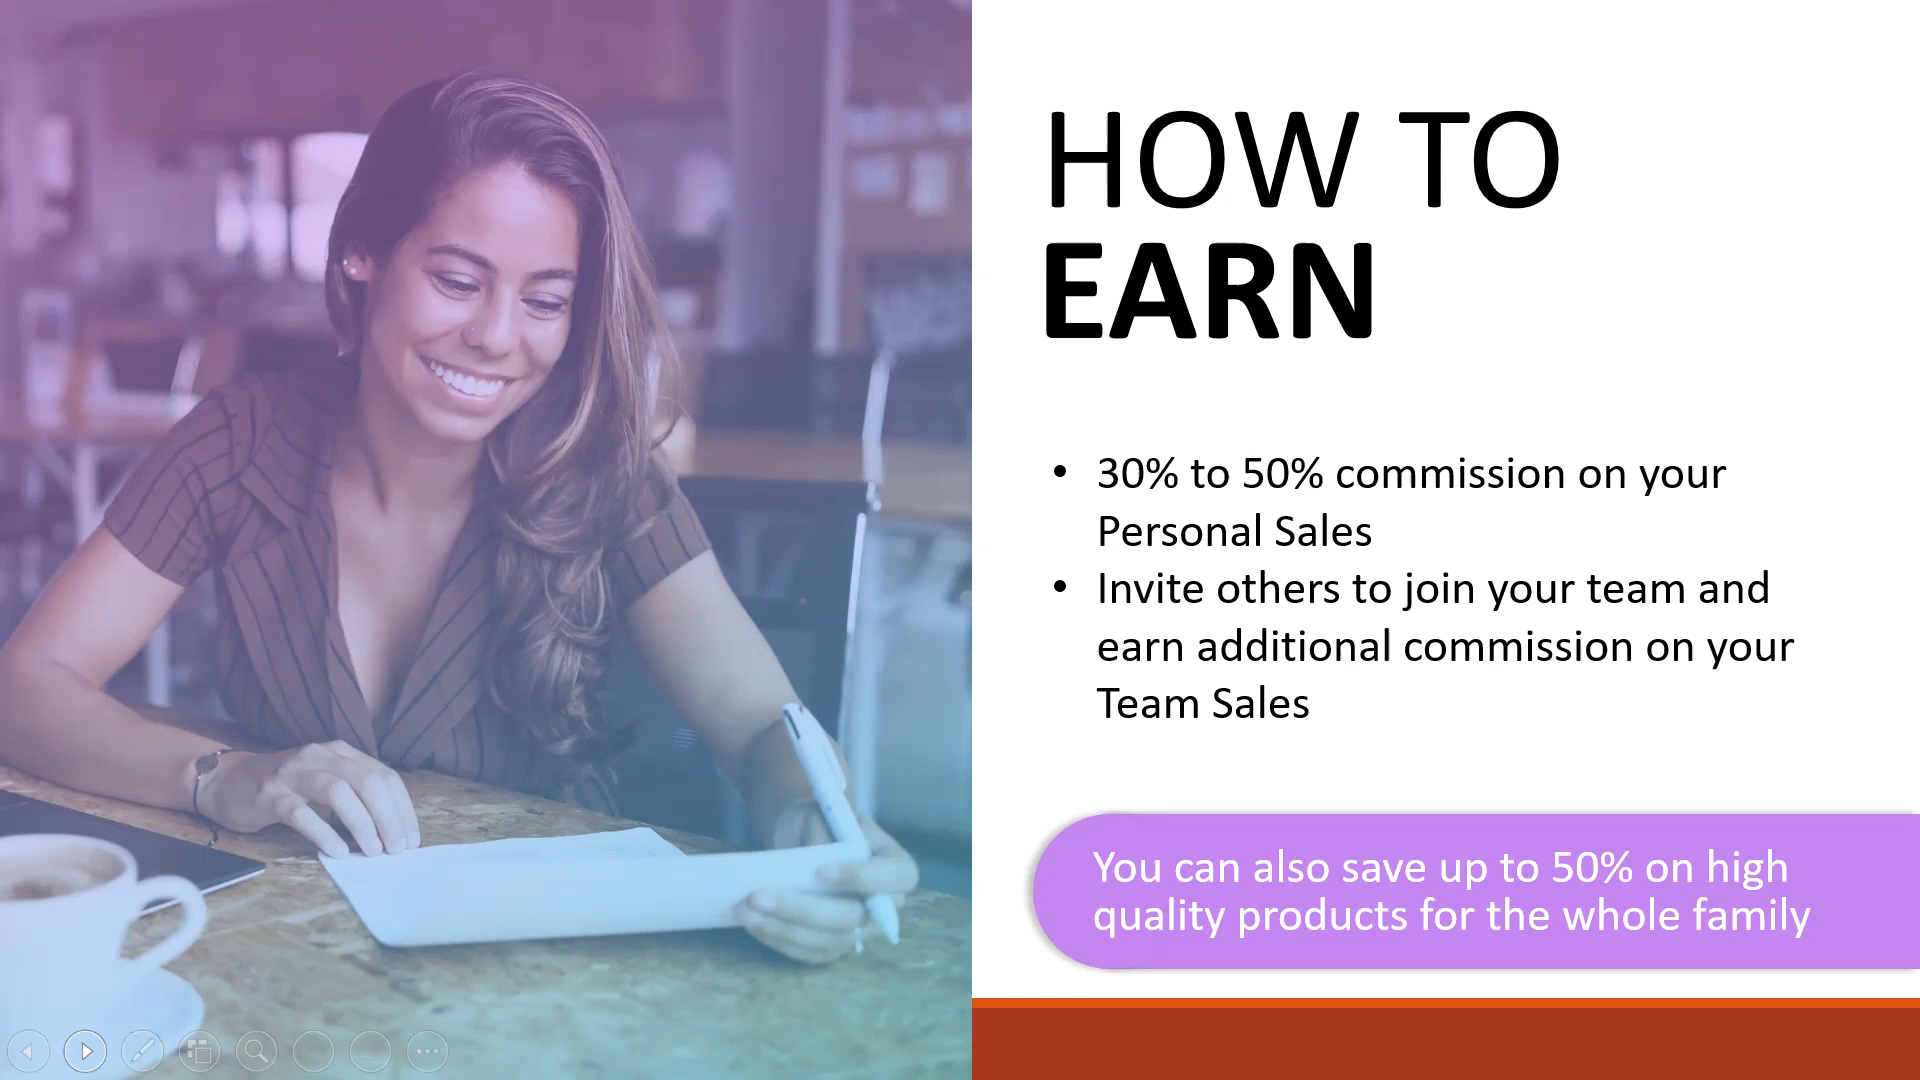 HOW TO
EARN
• 30% to 50% commission on your
Personal Sales
• Invite others to join your team and
earn additional commission on your
Team Sales
You can also save up to 50% on high
quality products for the whole family